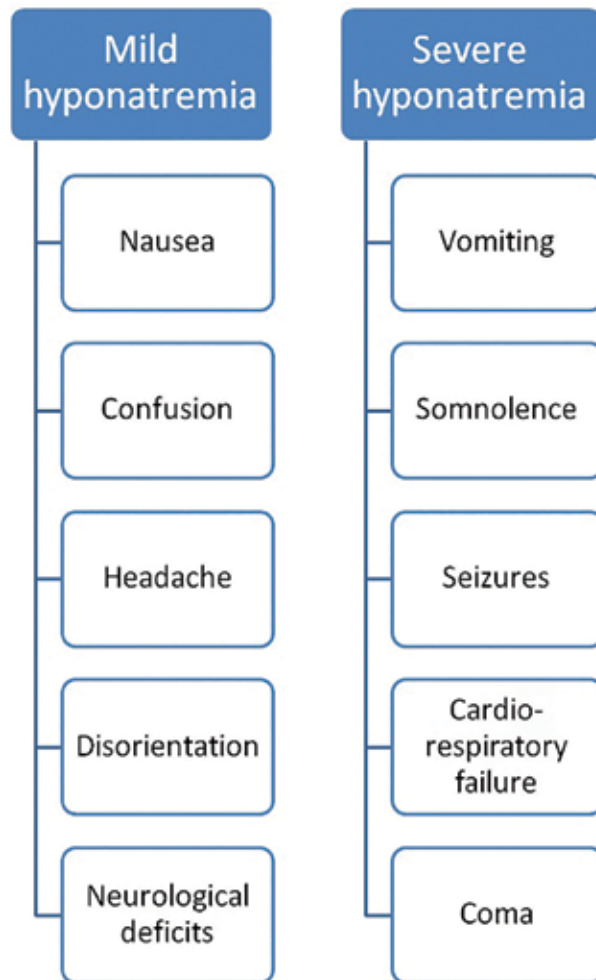 Mild
hyponatremia
Nausea
Confusion
Headache
Disorientation
Neurological
deficits
Severe
hyponatremia
Vomiting
Somnolence
Seizures
Cardio-
respiratory
failure
Coma